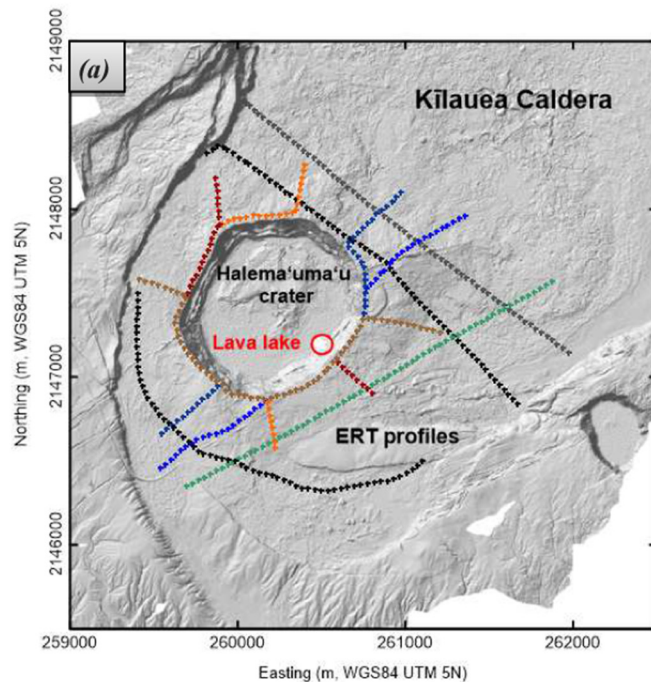 (a)
Kīlauea Caldera
Halemaʻumaʻu
crater
Lava lake
ERT profiles
2149000
2148000
2147000
2146000
Northing (m, WGS84 UTM 5N)
259000
260000
261000
262000
Easting (m, WGS84 UTM 5N)